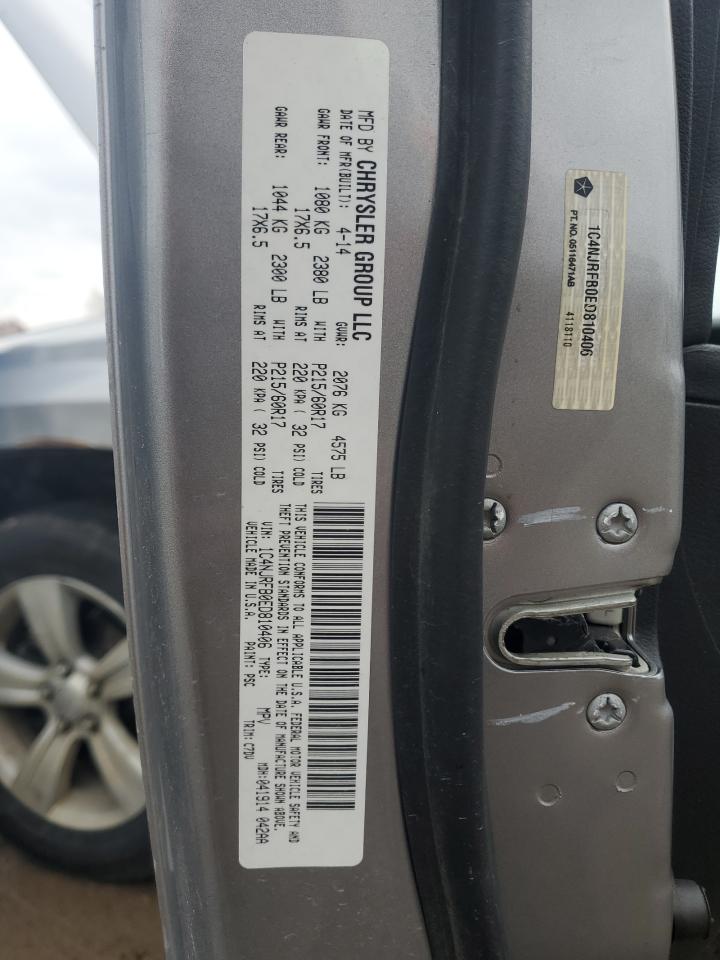 MFD BY CHRYSLER GROUP LLC
DATE OF MFR(BUILT): 4-14 GVWR: 2076 KG 4575 LB
GAWR FRONT: 1080 KG 2380 LB WITH P215/60R17 TIRES
17X6.5 RIMS AT 220 KPA ( 32 PSI) COLD
GAWR REAR: 1044 KG 2300 LB WITH P215/60R17 TIRES
17X6.5 RIMS AT 220 KPA ( 32 PSI) COLD
THIS VEHICLE CONFORMS TO ALL APPLICABLE U.S.A. FEDERAL MOTOR VEHICLE SAFETY AND
THEFT PREVENTION STANDARDS IN EFFECT ON THE DATE OF MANUFACTURE SHOWN ABOVE.
VIN: 1C4NJRFB0ED810406 TYPE: MPV MDH:041914 042AA
VEHICLE MADE IN U.S.A. PAINT: PSC TRIM: C7DV
1C4NJRFB0ED810406
PT. NO. 05116471AB 4118110